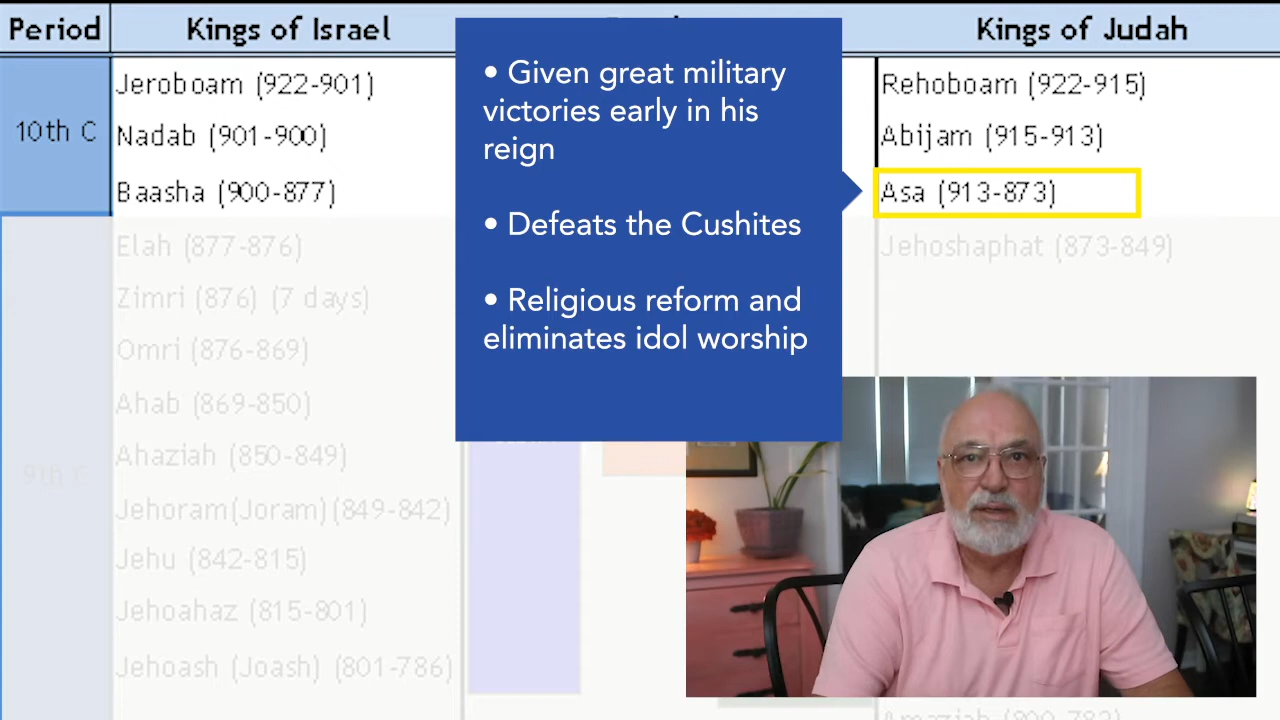 Period
Kings of Israel
Kings of Judah
10th C
Jeroboam (922-901)
Nadab (901-900)
Baasha (900-877)
• Given great military
victories early in his
reign
• Defeats the Cushites
• Religious reform and
eliminates idol worship
Rehoboam (922-915)
Abijam (915-913)
Asa (913-873)
Jehoshaphat (873-849)
9th C
Elah (877-876)
Zimri (876) (7 days)
Omri (876-869)
Ahab (869-850)
Ahaziah (850-849)
Jehoram(Joram)(849-842)
Jehu (842-815)
Jehoahaz (815-801)
Jehoash (Joash) (801-786)